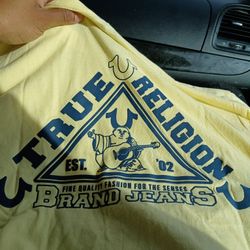 TRUE
RELIGION
EST. '02
FINE QUALITY FASHION FOR THE SENSES
BRAND JEANS